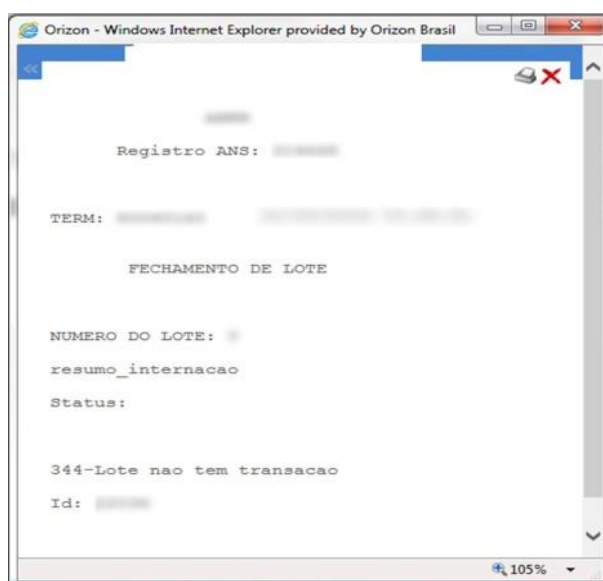 Orizon - Windows Internet Explorer provided by Orizon Brasil
Registro ANS:
TERM:
FECHAMENTO DE LOTE
NUMERO DO LOTE:
resumo_internacao
Status:
344-Lote nao tem transacao
Id:
105%